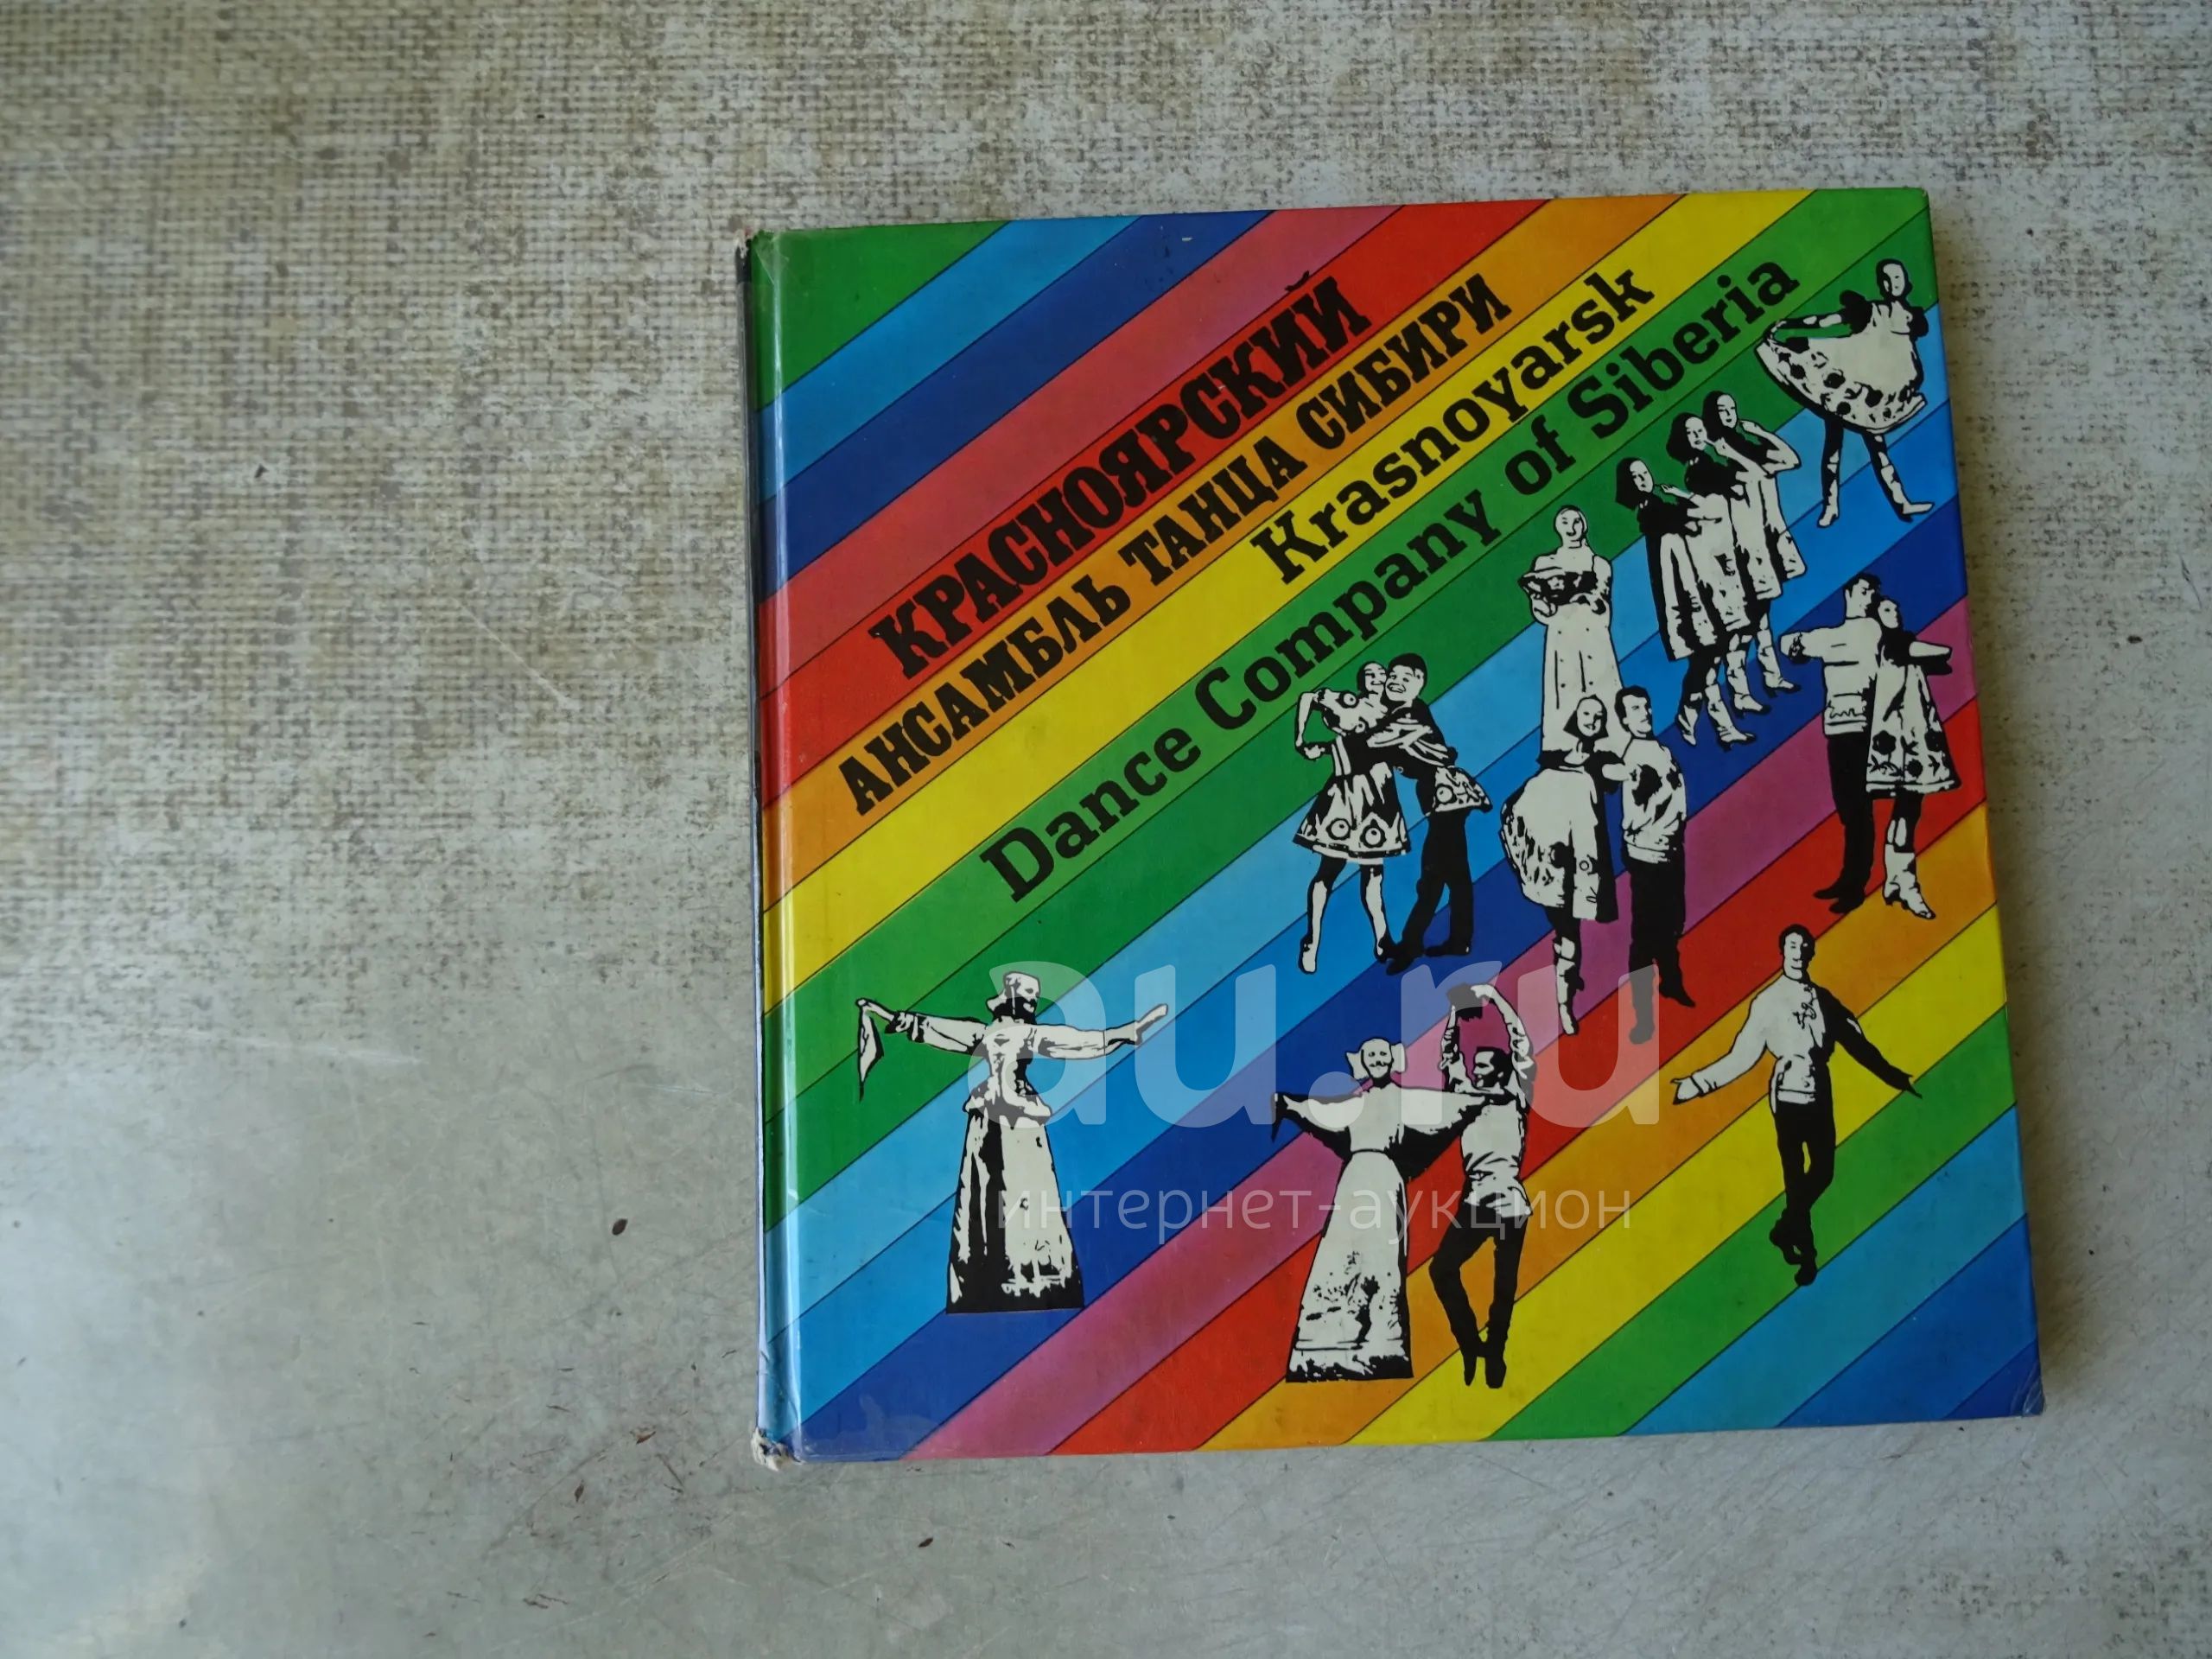 КРАСНОЯРСКИЙ
АНСАМБЛЬ ТАНЦА СИБИРИ
Krasnoyarsk
Dance Company of Siberia
au.ru
интернет-аукцион